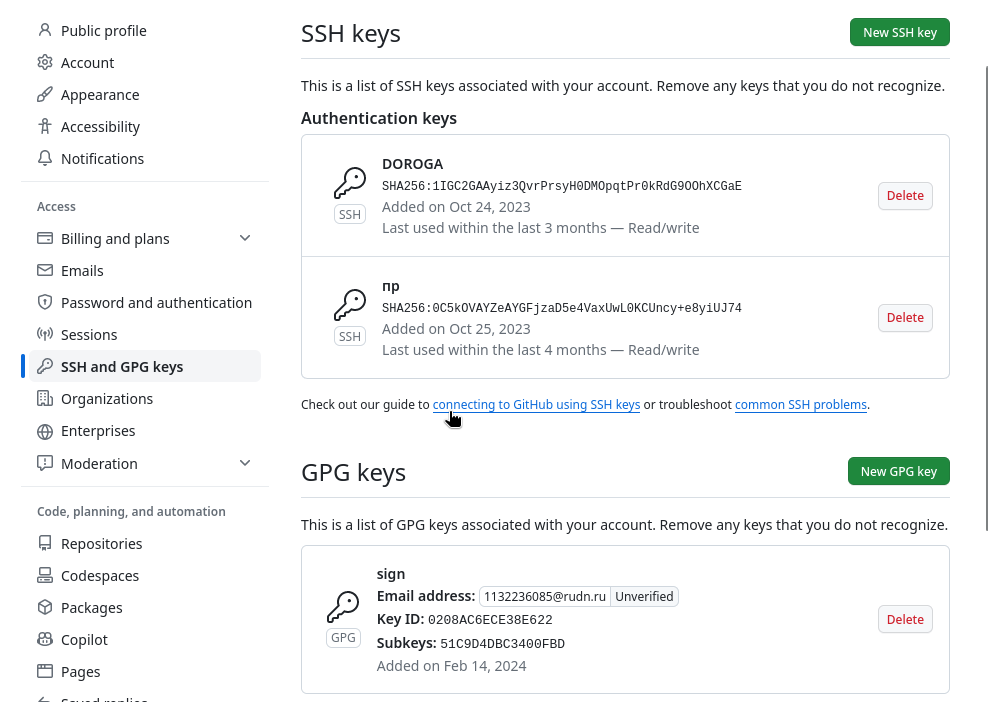 Public profile
Account
Appearance
Accessibility
Notifications
Access
Billing and plans
Emails
Password and authentication
Sessions
SSH and GPG keys
Organizations
Enterprises
Moderation
Code, planning, and automation
Repositories
Codespaces
Packages
Copilot
Pages
Saved replies
SSH keys
New SSH key
This is a list of SSH keys associated with your account. Remove any keys that you do not recognize.
Authentication keys
DOROGA
SHA256:1IGC2GAAyiz3QvrPrsyH0DMOpqtPr0kRdG9OOhXCGaE
Added on Oct 24, 2023
Last used within the last 3 months — Read/write
SSH
Delete
пр
SHA256:0C5kOVAYZeAYGFjzaD5e4VaxUwL0KCUncy+e8yiUJ74
Added on Oct 25, 2023
Last used within the last 4 months — Read/write
SSH
Delete
Check out our guide to connecting to GitHub using SSH keys or troubleshoot common SSH problems.
GPG keys
New GPG key
This is a list of GPG keys associated with your account. Remove any keys that you do not recognize.
sign
Email address: 1132236085@rudn.ru Unverified
Key ID: 0208AC6ECE38E622
Subkeys: 51C9D4DBC3400FBD
Added on Feb 14, 2024
GPG
Delete